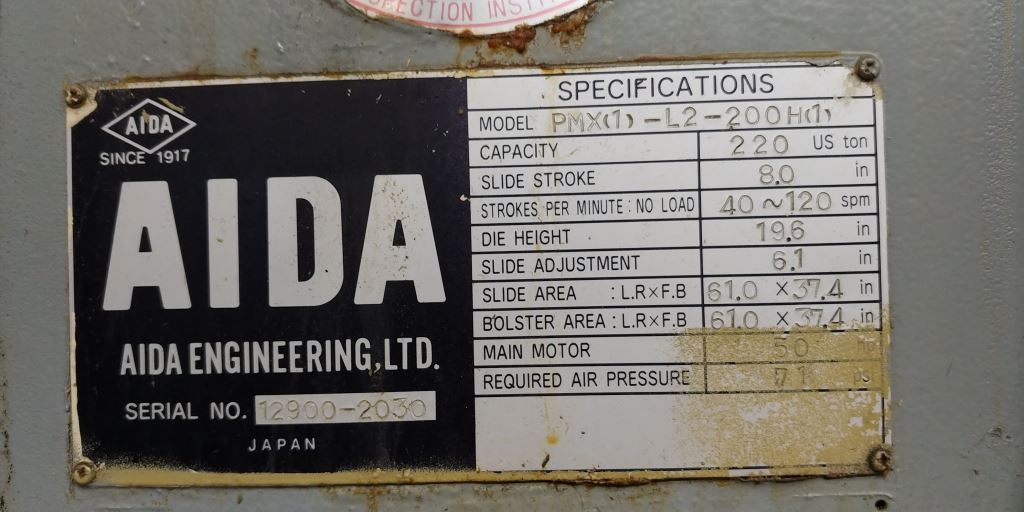 SPECTION INSTI
AIDA
SINCE 1917
AIDA
AIDA ENGINEERING,LTD.
SERIAL NO. 12900-2030
JAPAN
SPECIFICATIONS
MODEL PMX(1)-L2-200H(1)
CAPACITY 220 US ton
SLIDE STROKE 8.0 in
STROKES PER MINUTE : NO LOAD 40~120 spm
DIE HEIGHT 19.6 in
SLIDE ADJUSTMENT 6.1 in
SLIDE AREA : L.R×F.B 61.0 ×37.4 in
BOLSTER AREA : L.R×F.B 61.0 ×37.4 in
MAIN MOTOR 50
REQUIRED AIR PRESSURE 71